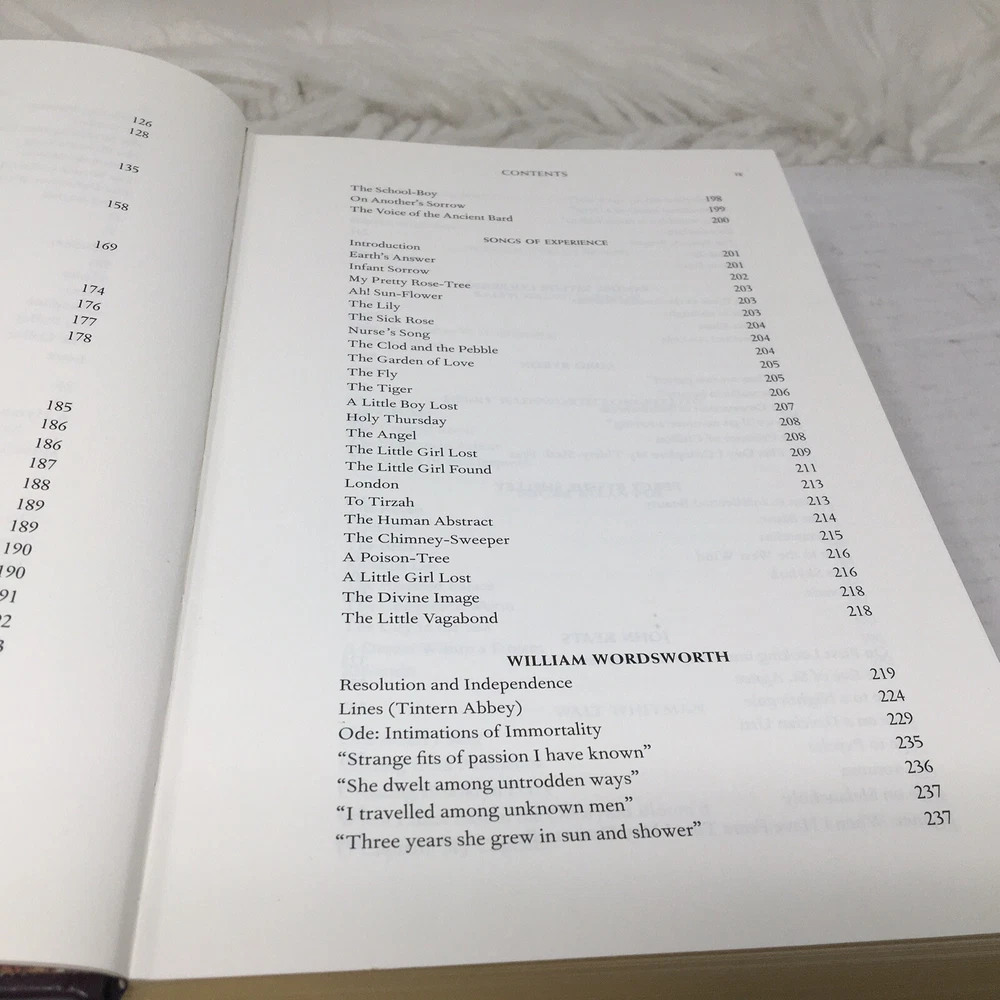 126
128
135
158
169
174
176
177
178
185
186
186
187
188
189
189
190
190
91
2
CONTENTS
The School-Boy 198
On Another's Sorrow 199
The Voice of the Ancient Bard 200
SONGS OF EXPERIENCE
Introduction 201
Earth's Answer 201
Infant Sorrow 202
My Pretty Rose-Tree 203
Ah! Sun-Flower 203
The Lily 203
The Sick Rose 204
Nurse's Song 204
The Clod and the Pebble 204
The Garden of Love 205
The Fly 205
The Tiger 206
A Little Boy Lost 207
Holy Thursday 208
The Angel 208
The Little Girl Lost 209
The Little Girl Found 211
London 213
To Tirzah 213
The Human Abstract 214
The Chimney-Sweeper 215
A Poison-Tree 216
A Little Girl Lost 216
The Divine Image 218
The Little Vagabond 218
WILLIAM WORDSWORTH
Resolution and Independence 219
Lines (Tintern Abbey) 224
Ode: Intimations of Immortality 229
“Strange fits of passion I have known” 235
“She dwelt among untrodden ways” 236
“I travelled among unknown men” 237
“Three years she grew in sun and shower” 237